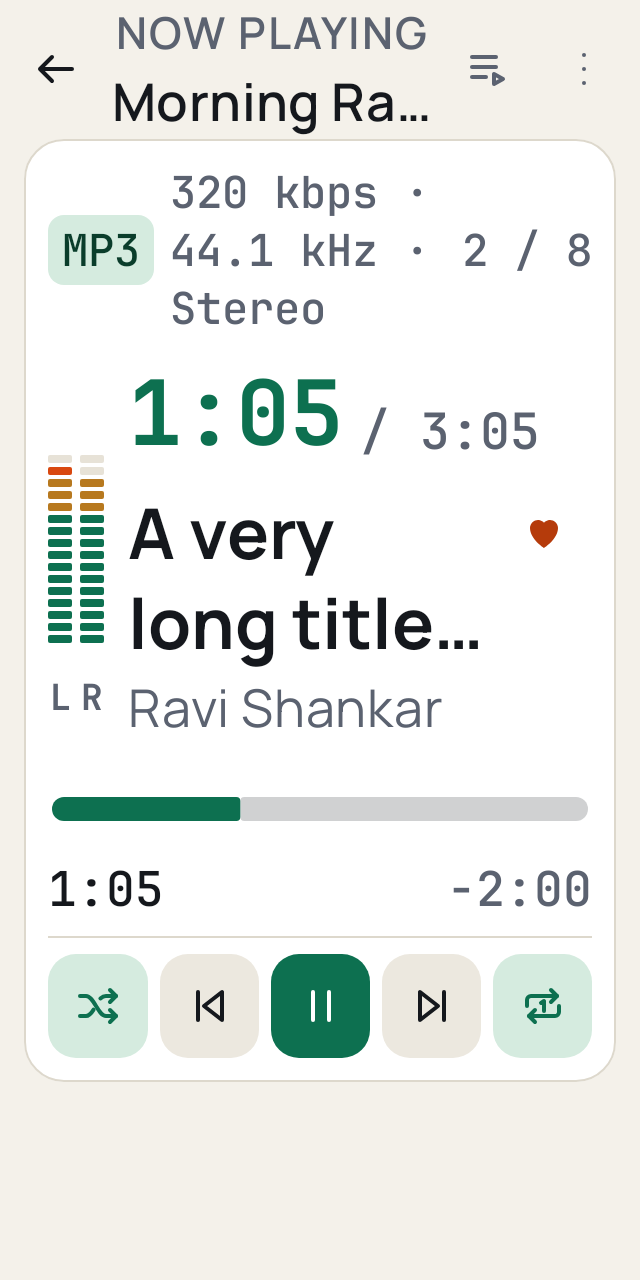 NOW PLAYING
Morning Ra…
MP3
320 kbps ·
44.1 kHz ·
Stereo
2 / 8
1:05 / 3:05
A very
long title…
L R
Ravi Shankar
1:05
-2:00
1